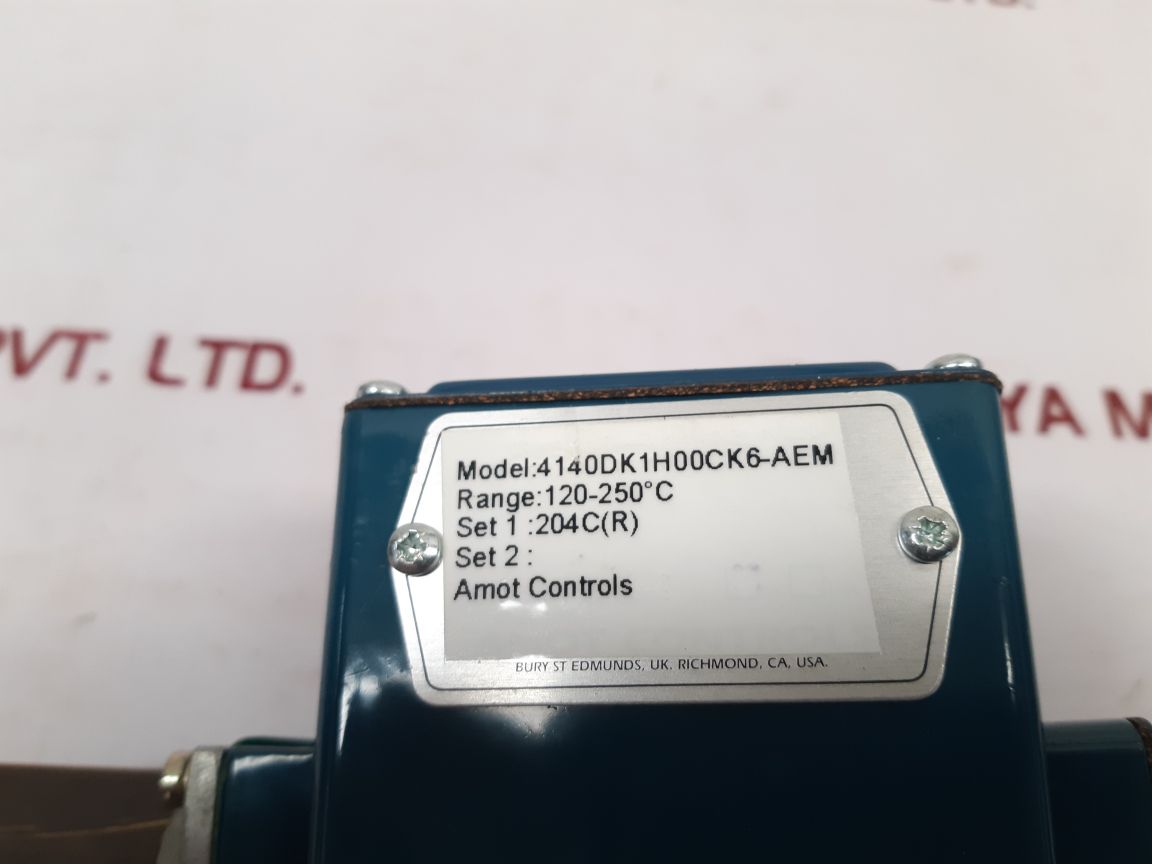 PVT. LTD.
YA M
Model:4140DK1H00CK6-AEM
Range:120-250°C
Set 1 :204C(R)
Set 2 :
Amot Controls
BURY ST EDMUNDS, UK. RICHMOND, CA, USA.